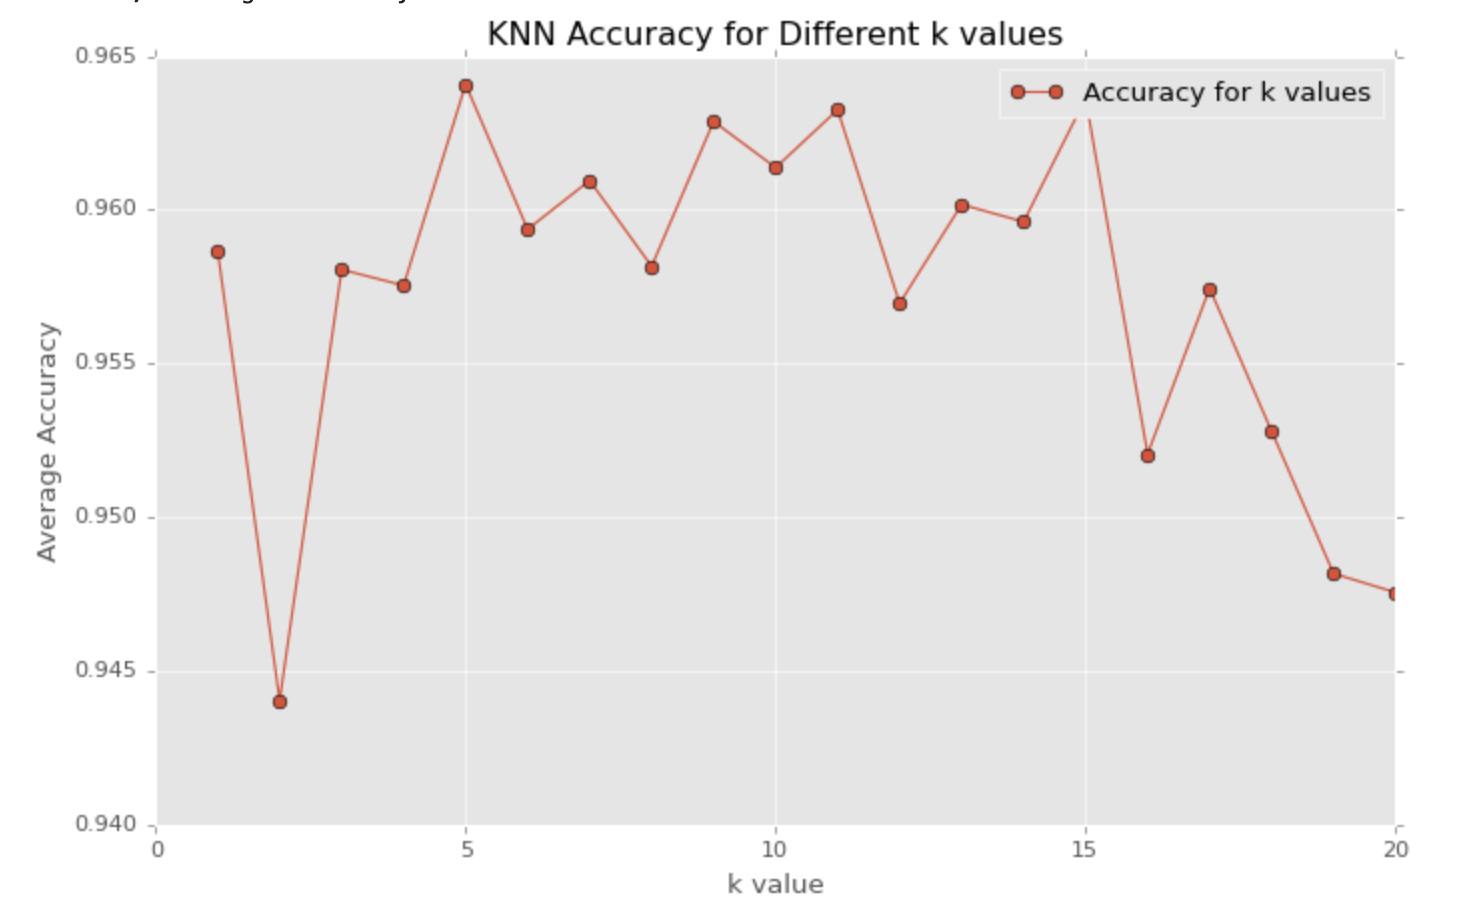 KNN Accuracy for Different k values
Accuracy for k values
0.965
0.960
0.955
0.950
0.945
0.940
Average Accuracy
0 5 10 15 20
k value